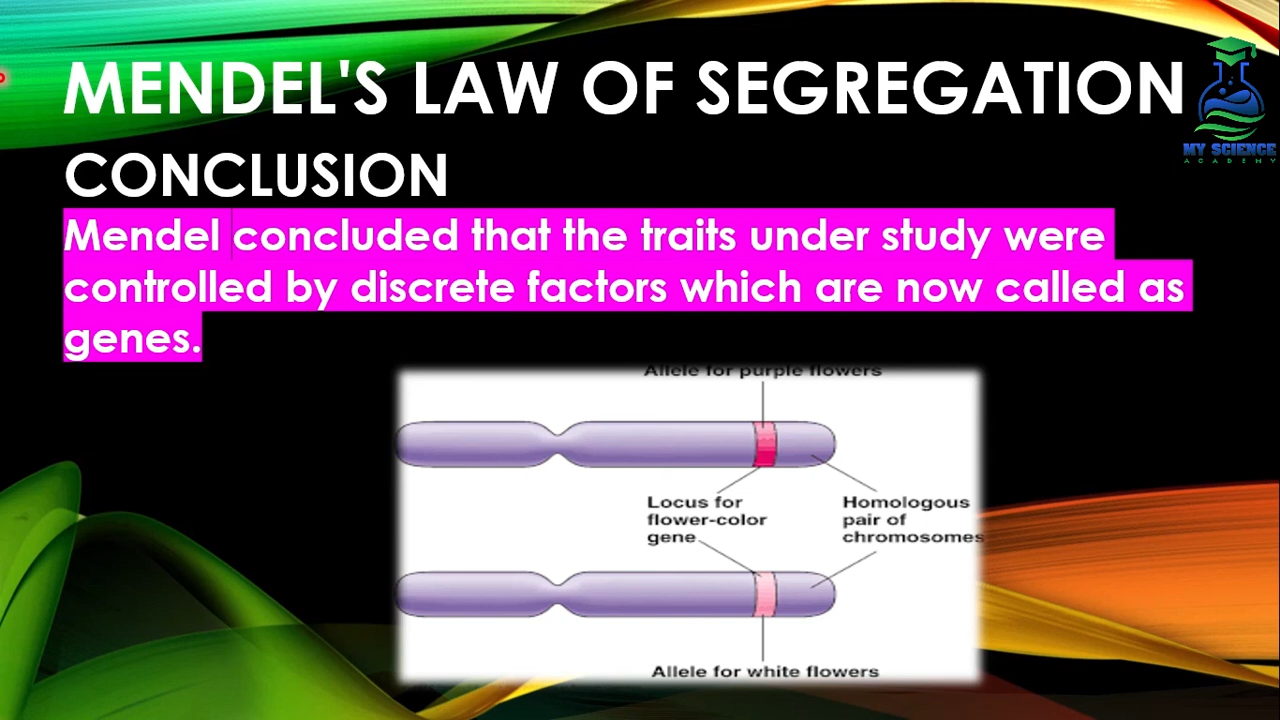 MENDEL'S LAW OF SEGREGATION
CONCLUSION
Mendel concluded that the traits under study were
controlled by discrete factors which are now called as
genes.
MY SCIENCE
ACADEMY
Allele for purple flowers
Locus for
flower-color
gene
Homologous
pair of
chromosomes
Allele for white flowers